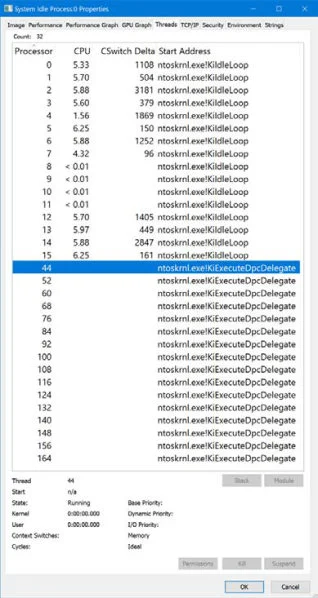 System Idle Process:0 Properties
Image Performance Performance Graph GPU Graph Threads TCP/IP Security Environment Strings
Count: 32
Processor CPU CSwitch Delta Start Address
0 5.33 1108 ntoskrnl.exe!KiIdleLoop
1 5.70 504 ntoskrnl.exe!KiIdleLoop
2 5.88 3181 ntoskrnl.exe!KiIdleLoop
3 5.60 379 ntoskrnl.exe!KiIdleLoop
4 1.56 1869 ntoskrnl.exe!KiIdleLoop
5 6.25 150 ntoskrnl.exe!KiIdleLoop
6 5.88 1252 ntoskrnl.exe!KiIdleLoop
7 4.32 96 ntoskrnl.exe!KiIdleLoop
8 < 0.01 ntoskrnl.exe!KiIdleLoop
9 < 0.01 ntoskrnl.exe!KiIdleLoop
10 < 0.01 ntoskrnl.exe!KiIdleLoop
11 < 0.01 ntoskrnl.exe!KiIdleLoop
12 5.70 1405 ntoskrnl.exe!KiIdleLoop
13 5.97 449 ntoskrnl.exe!KiIdleLoop
14 5.88 2847 ntoskrnl.exe!KiIdleLoop
15 6.25 161 ntoskrnl.exe!KiIdleLoop
44 ntoskrnl.exe!KiExecuteDpcDelegate
52 ntoskrnl.exe!KiExecuteDpcDelegate
60 ntoskrnl.exe!KiExecuteDpcDelegate
68 ntoskrnl.exe!KiExecuteDpcDelegate
76 ntoskrnl.exe!KiExecuteDpcDelegate
84 ntoskrnl.exe!KiExecuteDpcDelegate
92 ntoskrnl.exe!KiExecuteDpcDelegate
100 ntoskrnl.exe!KiExecuteDpcDelegate
108 ntoskrnl.exe!KiExecuteDpcDelegate
116 ntoskrnl.exe!KiExecuteDpcDelegate
124 ntoskrnl.exe!KiExecuteDpcDelegate
132 ntoskrnl.exe!KiExecuteDpcDelegate
140 ntoskrnl.exe!KiExecuteDpcDelegate
148 ntoskrnl.exe!KiExecuteDpcDelegate
156 ntoskrnl.exe!KiExecuteDpcDelegate
164 ntoskrnl.exe!KiExecuteDpcDelegate
Thread 44 Stack Module
Start n/a
State: Running Base Priority:
Kernel 0:00:00.000 Dynamic Priority:
User 0:00:00.000 I/O Priority:
Context Switches: Memory
Cycles: Ideal
Permissions Kill Suspend
OK Cancel